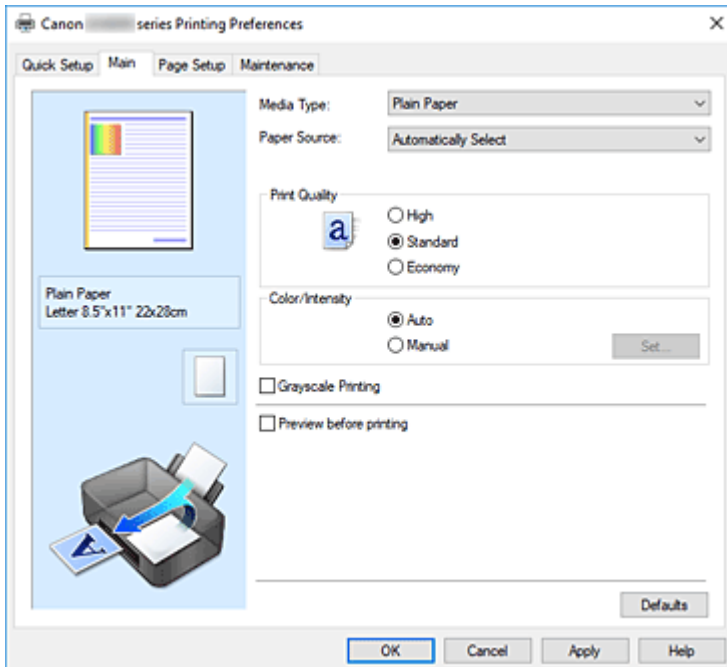 Canon series Printing Preferences
Quick Setup Main Page Setup Maintenance
Media Type: Plain Paper
Paper Source: Automatically Select
Print Quality
a
High
Standard
Economy
Plain Paper
Letter 8.5"x11" 22x28cm
Color/Intensity
Auto
Manual
Set...
Grayscale Printing
Preview before printing
A
Defaults
OK Cancel Apply Help